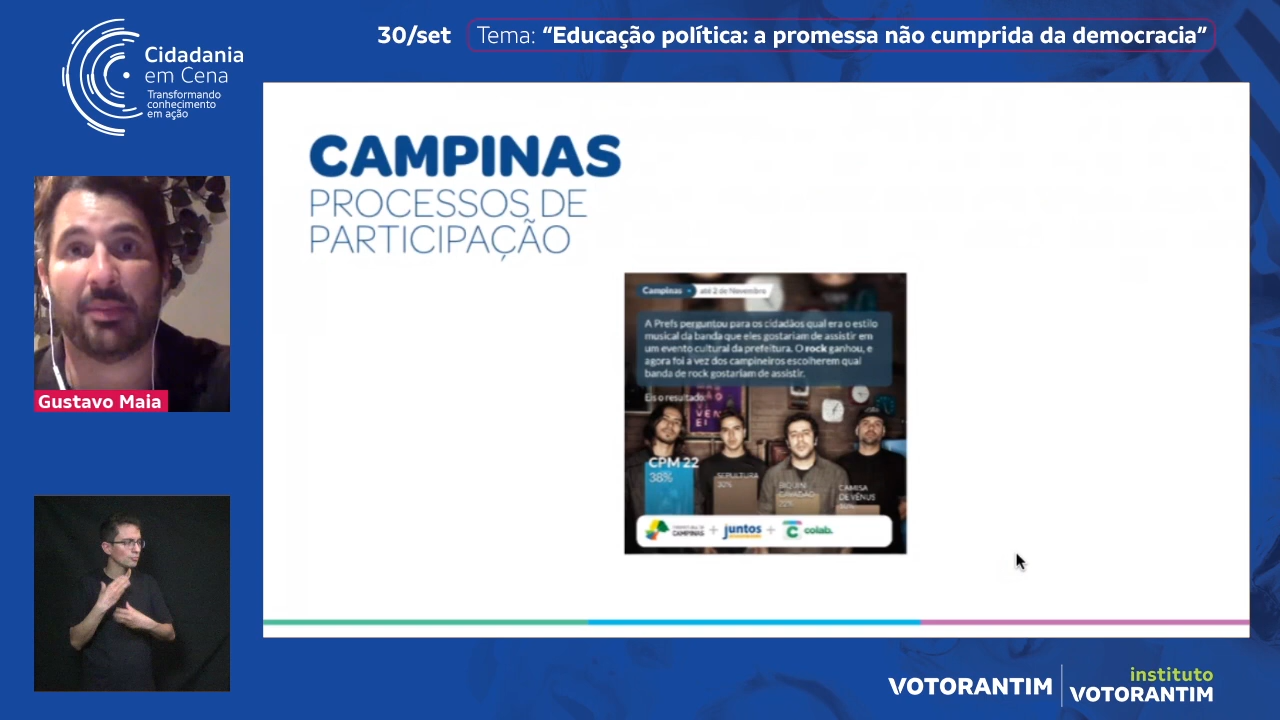 30/set Tema: “Educação política: a promessa não cumprida da democracia”
Cidadania
em Cena
Transformando
conhecimento
em ação
CAMPINAS
PROCESSOS DE
PARTICIPAÇÃO
Campinas até 2 de Novembro
A Prefs perguntou para os cidadãos qual era o estilo
musical da banda que eles gostariam de assistir em
um evento cultural da prefeitura. O rock ganhou, e
agora foi a vez dos campineiros escolherem qual
banda de rock gostariam de assistir.
Eis o resultado:
CPM 22
38%
SEPULTURA
30%
BIQUINI
CAVADÃO
CAMISA
DE VÊNUS
CAMPINAS + juntos + colab.
Gustavo Maia
VOTORANTIM
instituto
VOTORANTIM